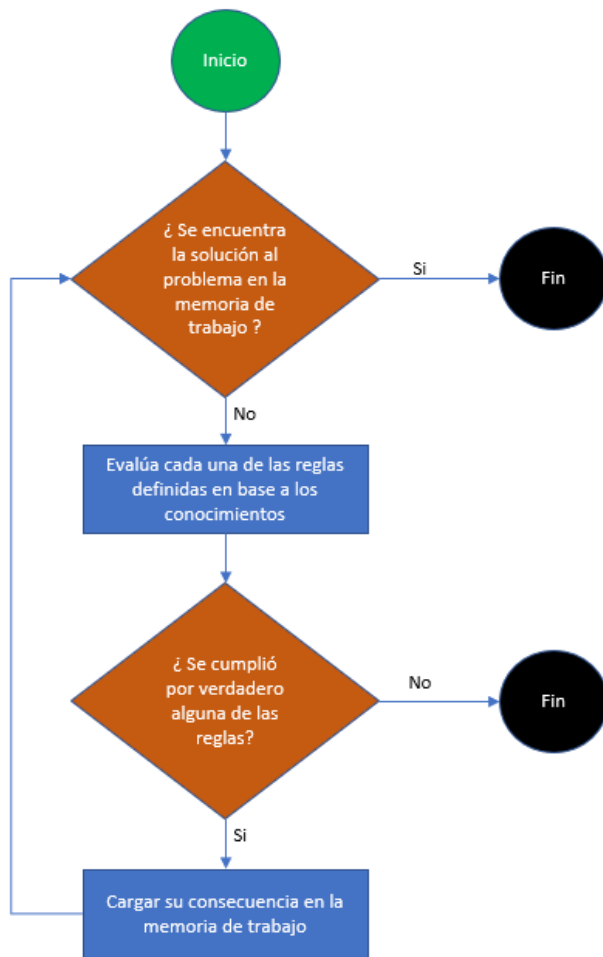 Inicio
¿ Se encuentra
la solución al
problema en la
memoria de
trabajo ?
Si
Fin
No
Evalúa cada una de las reglas
definidas en base a los
conocimientos
¿ Se cumplió
por verdadero
alguna de las
reglas?
No
Fin
Si
Cargar su consecuencia en la
memoria de trabajo